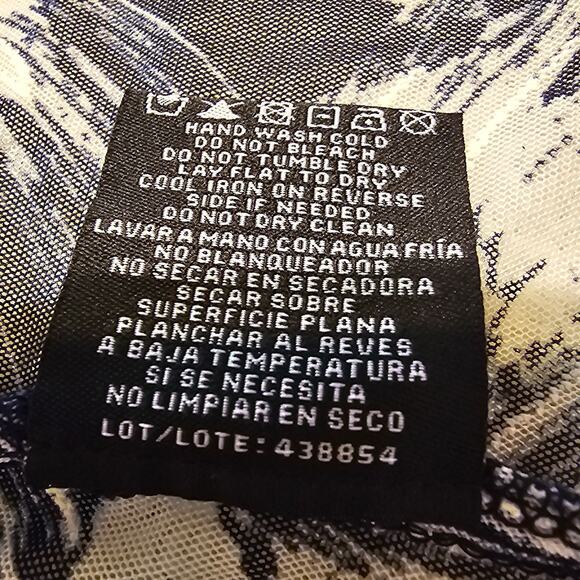 HAND WASH COLD
DO NOT BLEACH
DO NOT TUMBLE DRY
LAY FLAT TO DRY
COOL IRON ON REVERSE
SIDE IF NEEDED
DO NOT DRY CLEAN
LAVAR A MANO CON AGUA FRÍA
NO BLANQUEADOR
NO SECAR EN SECADORA
SECAR SOBRE
SUPERFICIE PLANA
PLANCHAR AL REVES
A BAJA TEMPERATURA
SI SE NECESITA
NO LIMPIAR EN SECO
LOT/LOTE: 438854